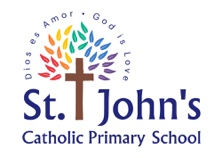 Dios es Amor • God is Love
St. John's
Catholic Primary School